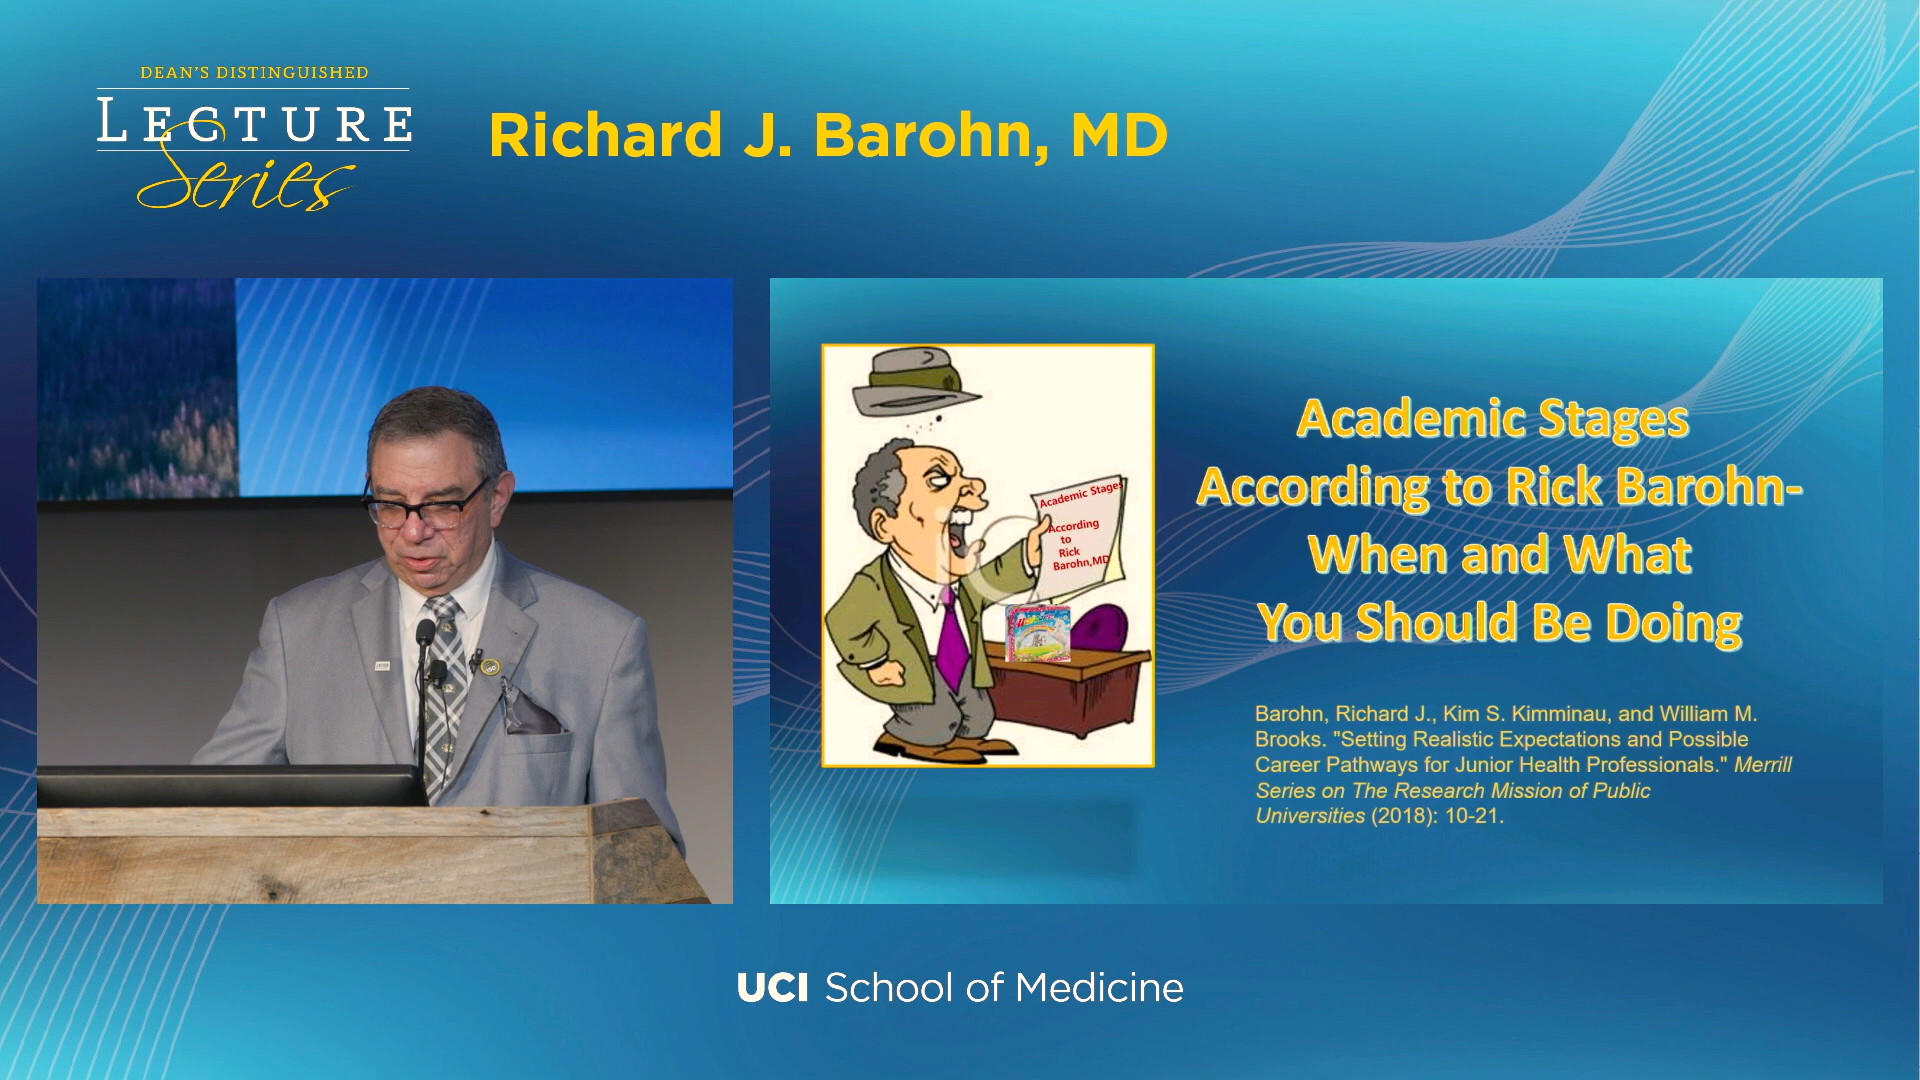 DEAN'S DISTINGUISHED
LECTURE
Series
Richard J. Barohn, MD
Academic Stages
According
to
Rick
Barohn,MD
Academic Stages
According to Rick Barohn-
When and What
You Should Be Doing
Barohn, Richard J., Kim S. Kimminau, and William M.
Brooks. "Setting Realistic Expectations and Possible
Career Pathways for Junior Health Professionals." Merrill
Series on The Research Mission of Public
Universities (2018): 10-21.
UCI School of Medicine